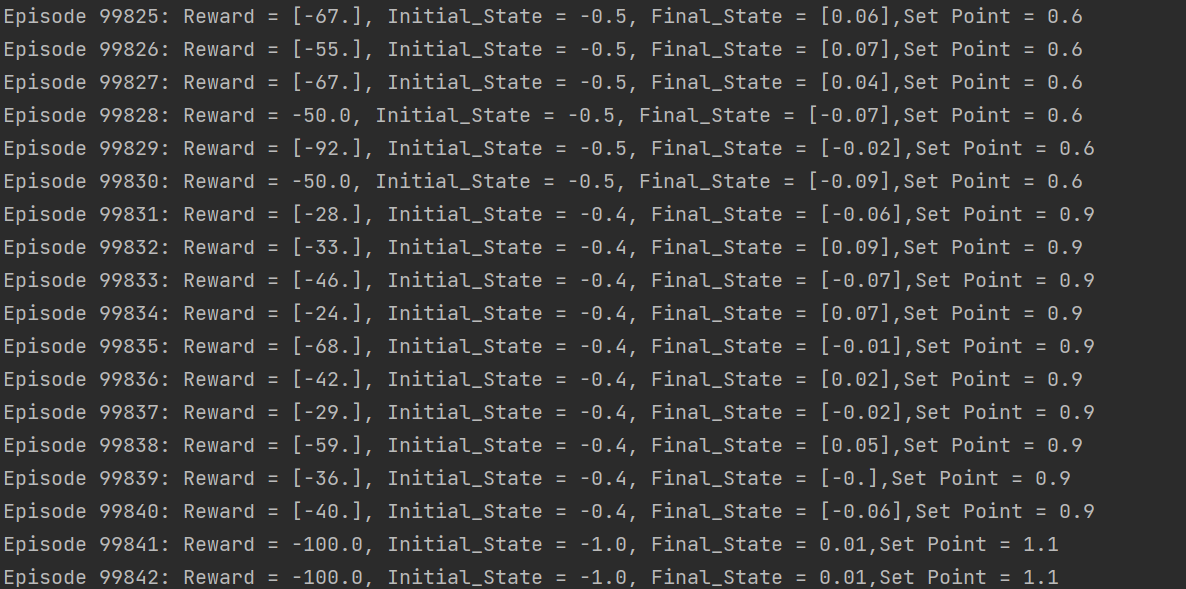 Episode 99825: Reward = [-67.], Initial_State = -0.5, Final_State = [0.06],Set Point = 0.6
Episode 99826: Reward = [-55.], Initial_State = -0.5, Final_State = [0.07],Set Point = 0.6
Episode 99827: Reward = [-67.], Initial_State = -0.5, Final_State = [0.04],Set Point = 0.6
Episode 99828: Reward = -50.0, Initial_State = -0.5, Final_State = [-0.07],Set Point = 0.6
Episode 99829: Reward = [-92.], Initial_State = -0.5, Final_State = [-0.02],Set Point = 0.6
Episode 99830: Reward = -50.0, Initial_State = -0.5, Final_State = [-0.09],Set Point = 0.6
Episode 99831: Reward = [-28.], Initial_State = -0.4, Final_State = [-0.06],Set Point = 0.9
Episode 99832: Reward = [-33.], Initial_State = -0.4, Final_State = [0.09],Set Point = 0.9
Episode 99833: Reward = [-46.], Initial_State = -0.4, Final_State = [-0.07],Set Point = 0.9
Episode 99834: Reward = [-24.], Initial_State = -0.4, Final_State = [0.07],Set Point = 0.9
Episode 99835: Reward = [-68.], Initial_State = -0.4, Final_State = [-0.01],Set Point = 0.9
Episode 99836: Reward = [-42.], Initial_State = -0.4, Final_State = [0.02],Set Point = 0.9
Episode 99837: Reward = [-29.], Initial_State = -0.4, Final_State = [-0.02],Set Point = 0.9
Episode 99838: Reward = [-59.], Initial_State = -0.4, Final_State = [0.05],Set Point = 0.9
Episode 99839: Reward = [-36.], Initial_State = -0.4, Final_State = [-0.],Set Point = 0.9
Episode 99840: Reward = [-40.], Initial_State = -0.4, Final_State = [-0.06],Set Point = 0.9
Episode 99841: Reward = -100.0, Initial_State = -1.0, Final_State = 0.01,Set Point = 1.1
Episode 99842: Reward = -100.0, Initial_State = -1.0, Final_State = 0.01,Set Point = 1.1